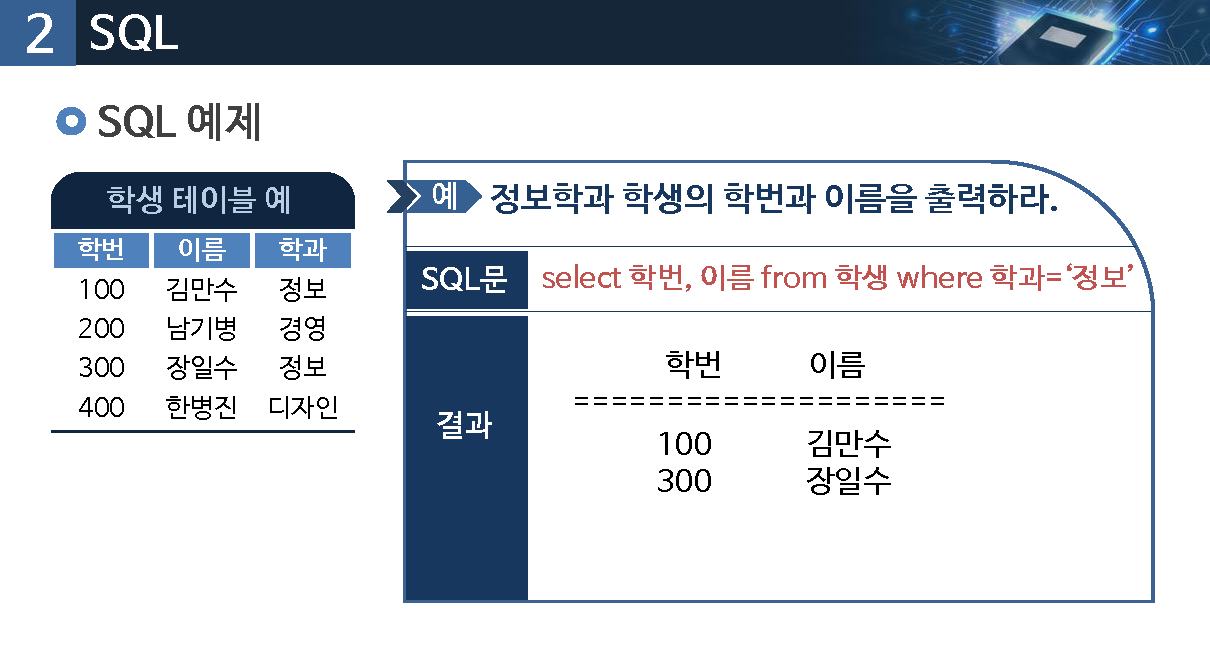 2 SQL
SQL 예제
학생 테이블 예
학번 이름 학과
100 김만수 정보
200 남기병 경영
300 장일수 정보
400 한병진 디자인
예 정보학과 학생의 학번과 이름을 출력하라.
SQL문 select 학번, 이름 from 학생 where 학과=‘정보’
결과
학번 이름
====================
100 김만수
300 장일수